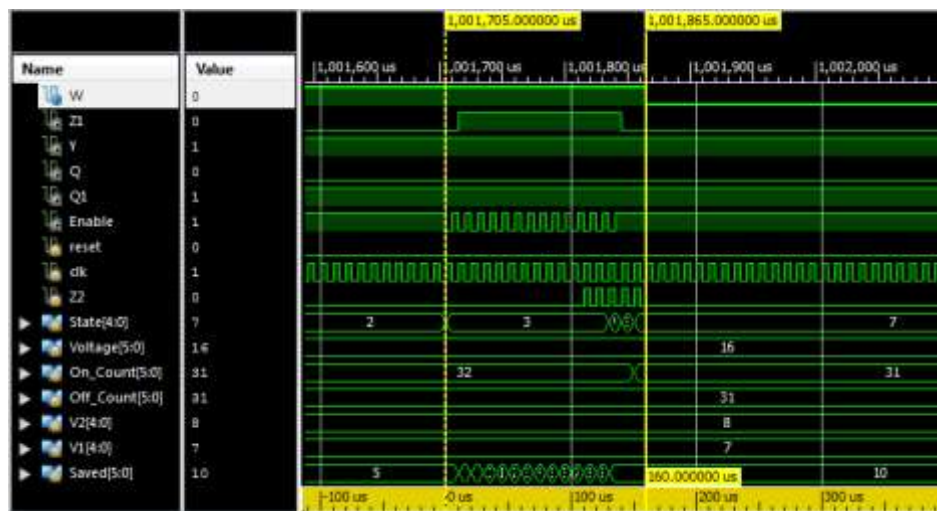 1,001,705.000000 us 1,001,865.000000 us
Name Value 1,001,600 us 1,001,700 us 1,001,800 us 1,001,900 us 1,002,000 us
W 0
Z1 0
Y 1
Q 0
Q1 1
Enable 1
reset 0
clk 1
Z2 0
State[4:0] 7 2 3 7
Voltage[5:0] 16 16
On_Count[5:0] 31 32 31
Off_Count[5:0] 31 31
V2[4:0] 8 8
V1[4:0] 7 7
Saved[5:0] 10 5 10
160.000000 us
-100 us 0 us 100 us 200 us 300 us